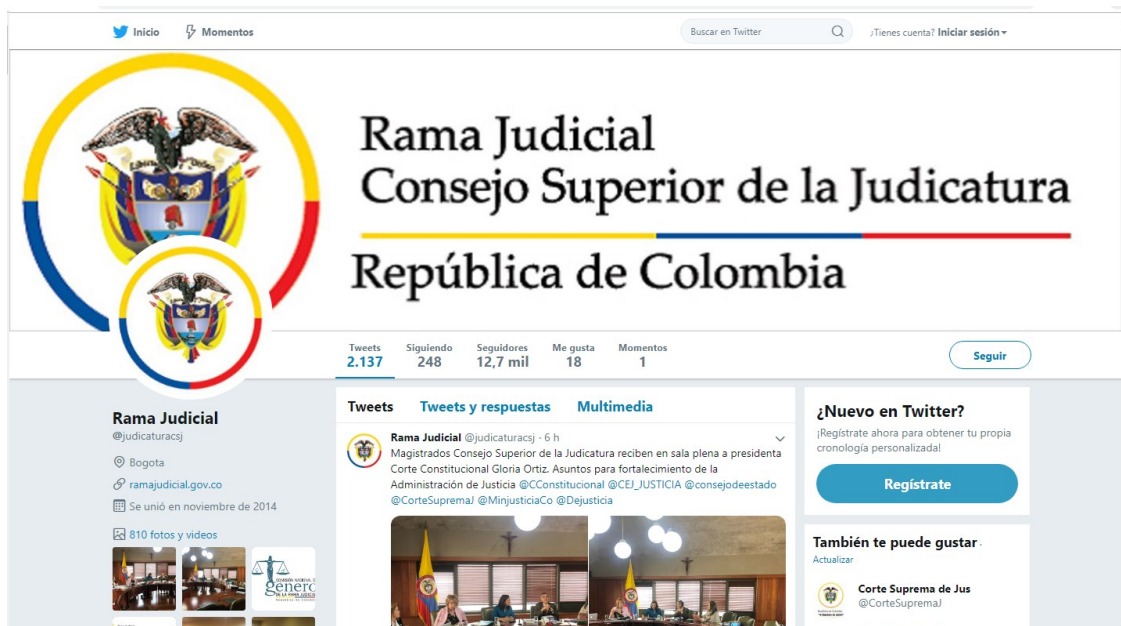 Inicio
Momentos
Buscar en Twitter
¿Tienes cuenta? Iniciar sesión
Rama Judicial
Consejo Superior de la Judicatura
República de Colombia
Tweets Siguiendo Seguidores Me gusta Momentos
2.137 248 12,7 mil 18 1
Seguir
Rama Judicial
@judicaturacsj
Bogota
ramajudicial.gov.co
Se unió en noviembre de 2014
810 fotos y videos
género
Tweets Tweets y respuestas Multimedia
Rama Judicial @judicaturacsj · 6 h
Magistrados Consejo Superior de la Judicatura reciben en sala plena a presidenta
Corte Constitucional Gloria Ortiz. Asuntos para fortalecimiento de la
Administración de Justicia @CConstitucional @CEJ_JUSTICIA @consejodeestado
@CorteSupremaJ @MinjusticiaCo @Dejusticia
¿Nuevo en Twitter?
¡Regístrate ahora para obtener tu propia
cronología personalizada!
Regístrate
También te puede gustar ·
Actualizar
Corte Suprema de Jus
@CorteSupremaJ